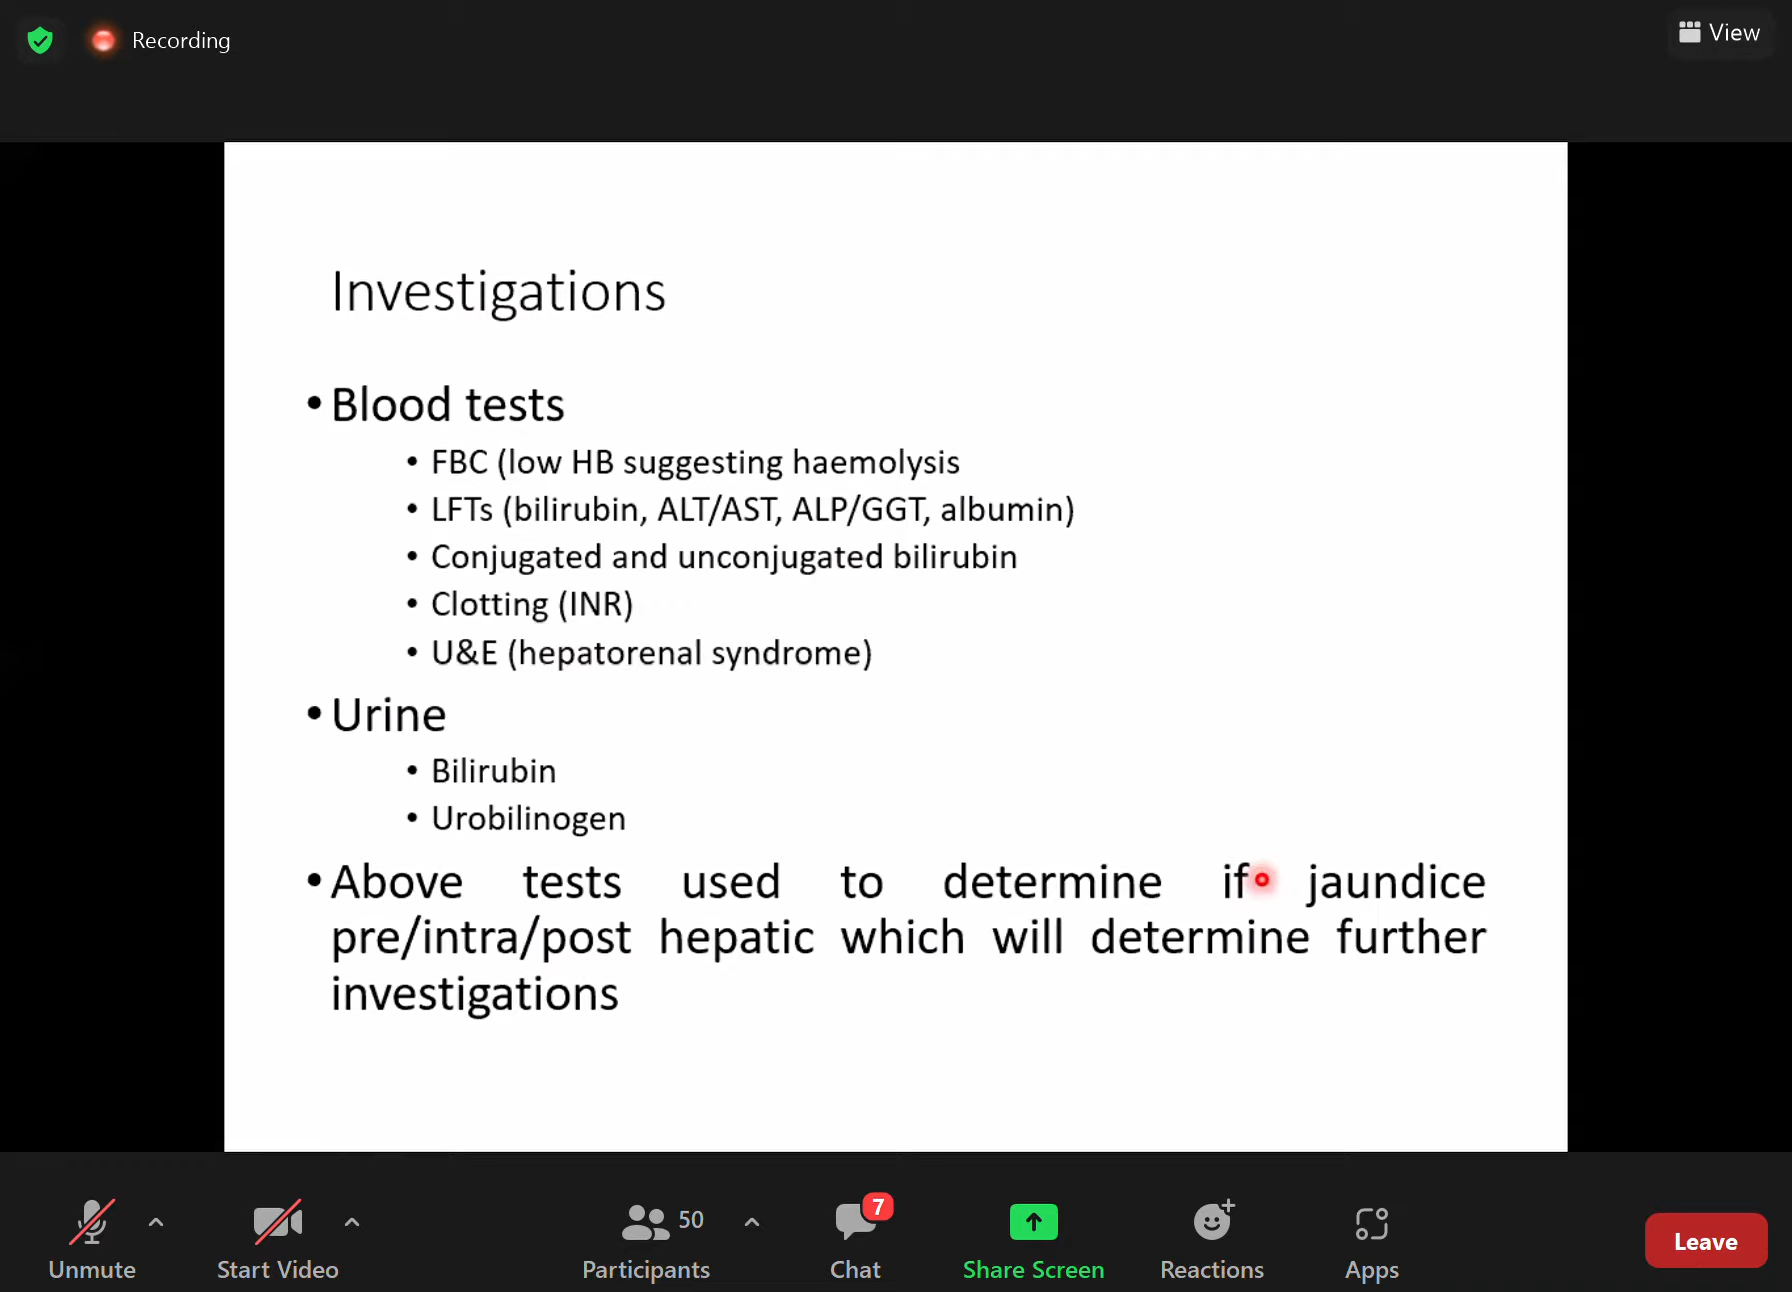 Recording
View
Investigations
• Blood tests
• FBC (low HB suggesting haemolysis
• LFTs (bilirubin, ALT/AST, ALP/GGT, albumin)
• Conjugated and unconjugated bilirubin
• Clotting (INR)
• U&E (hepatorenal syndrome)
• Urine
• Bilirubin
• Urobilinogen
• Above tests used to determine if jaundice
pre/intra/post hepatic which will determine further
investigations
50
7
Unmute
Start Video
Participants
Chat
Share Screen
Reactions
Apps
Leave